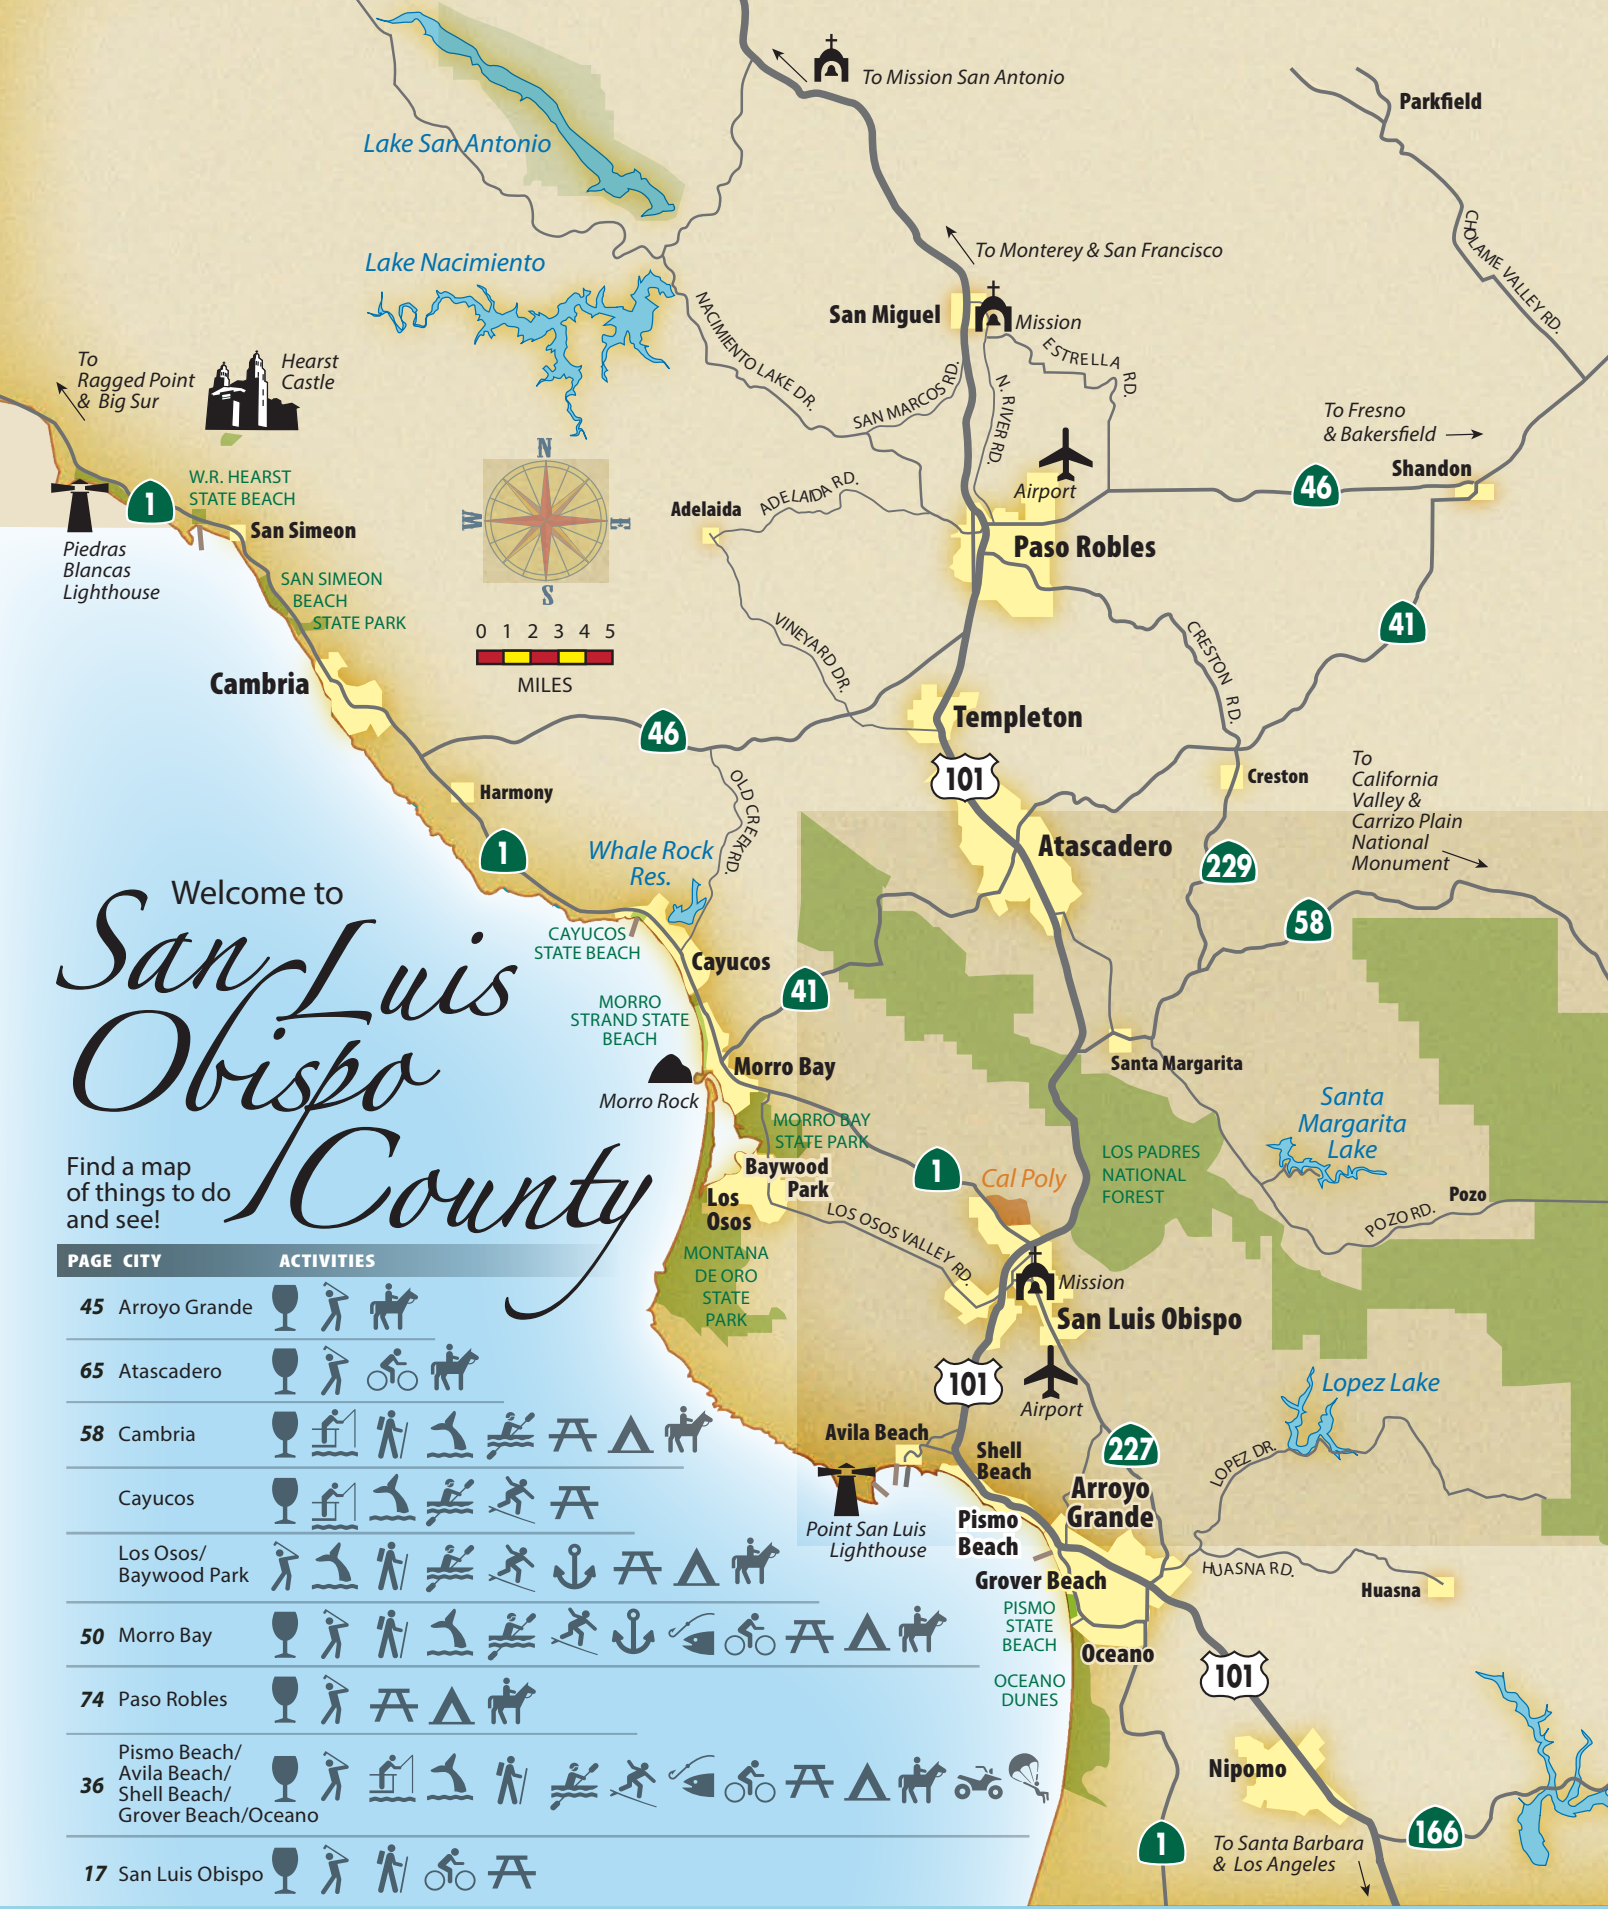 To Mission San Antonio
Parkfield
Lake San Antonio
CHOLAME VALLEY RD.
To Monterey & San Francisco
Lake Nacimiento
San Miguel
Mission
NACIMIENTO LAKE DR.
ESTRELLA RD.
SAN MARCOS RD.
N. RIVER RD.
To
Ragged Point
& Big Sur
Hearst
Castle
To Fresno
& Bakersfield
Shandon
46
Airport
W.R. HEARST
STATE BEACH
1
San Simeon
Piedras
Blancas
Lighthouse
N
W
E
S
Adelaida
ADELAIDA RD.
Paso Robles
SAN SIMEON
BEACH
STATE PARK
0 1 2 3 4 5
MILES
VINEYARD DR.
CRESTON RD.
41
Cambria
46
Templeton
101
Creston
To
California
Valley &
Carrizo Plain
National
Monument
Harmony
OLD CREEK RD.
1
Whale Rock
Res.
Atascadero
229
58
CAYUCOS
STATE BEACH
Cayucos
41
MORRO
STRAND STATE
BEACH
Morro Bay
Morro Rock
Santa Margarita
Santa
Margarita
Lake
MORRO BAY
STATE PARK
LOS PADRES
NATIONAL
FOREST
1
Cal Poly
Baywood
Park
Los
Osos
LOS OSOS VALLEY RD.
Pozo
POZO RD.
MONTANA
DE ORO
STATE
PARK
Mission
San Luis Obispo
101
Airport
Lopez Lake
Avila Beach
Shell
Beach
227
LOPEZ DR.
Arroyo
Grande
Pismo
Beach
Point San Luis
Lighthouse
Grover Beach
HUASNA RD.
Huasna
PISMO
STATE
BEACH
Oceano
OCEANO
DUNES
101
Nipomo
1
166
To Santa Barbara
& Los Angeles
Welcome to
San Luis
Obispo
County
Find a map
of things to do
and see!
PAGE CITY ACTIVITIES
45 Arroyo Grande
65 Atascadero
58 Cambria
Cayucos
Los Osos/
Baywood Park
50 Morro Bay
74 Paso Robles
Pismo Beach/
36 Avila Beach/
Shell Beach/
Grover Beach/Oceano
17 San Luis Obispo